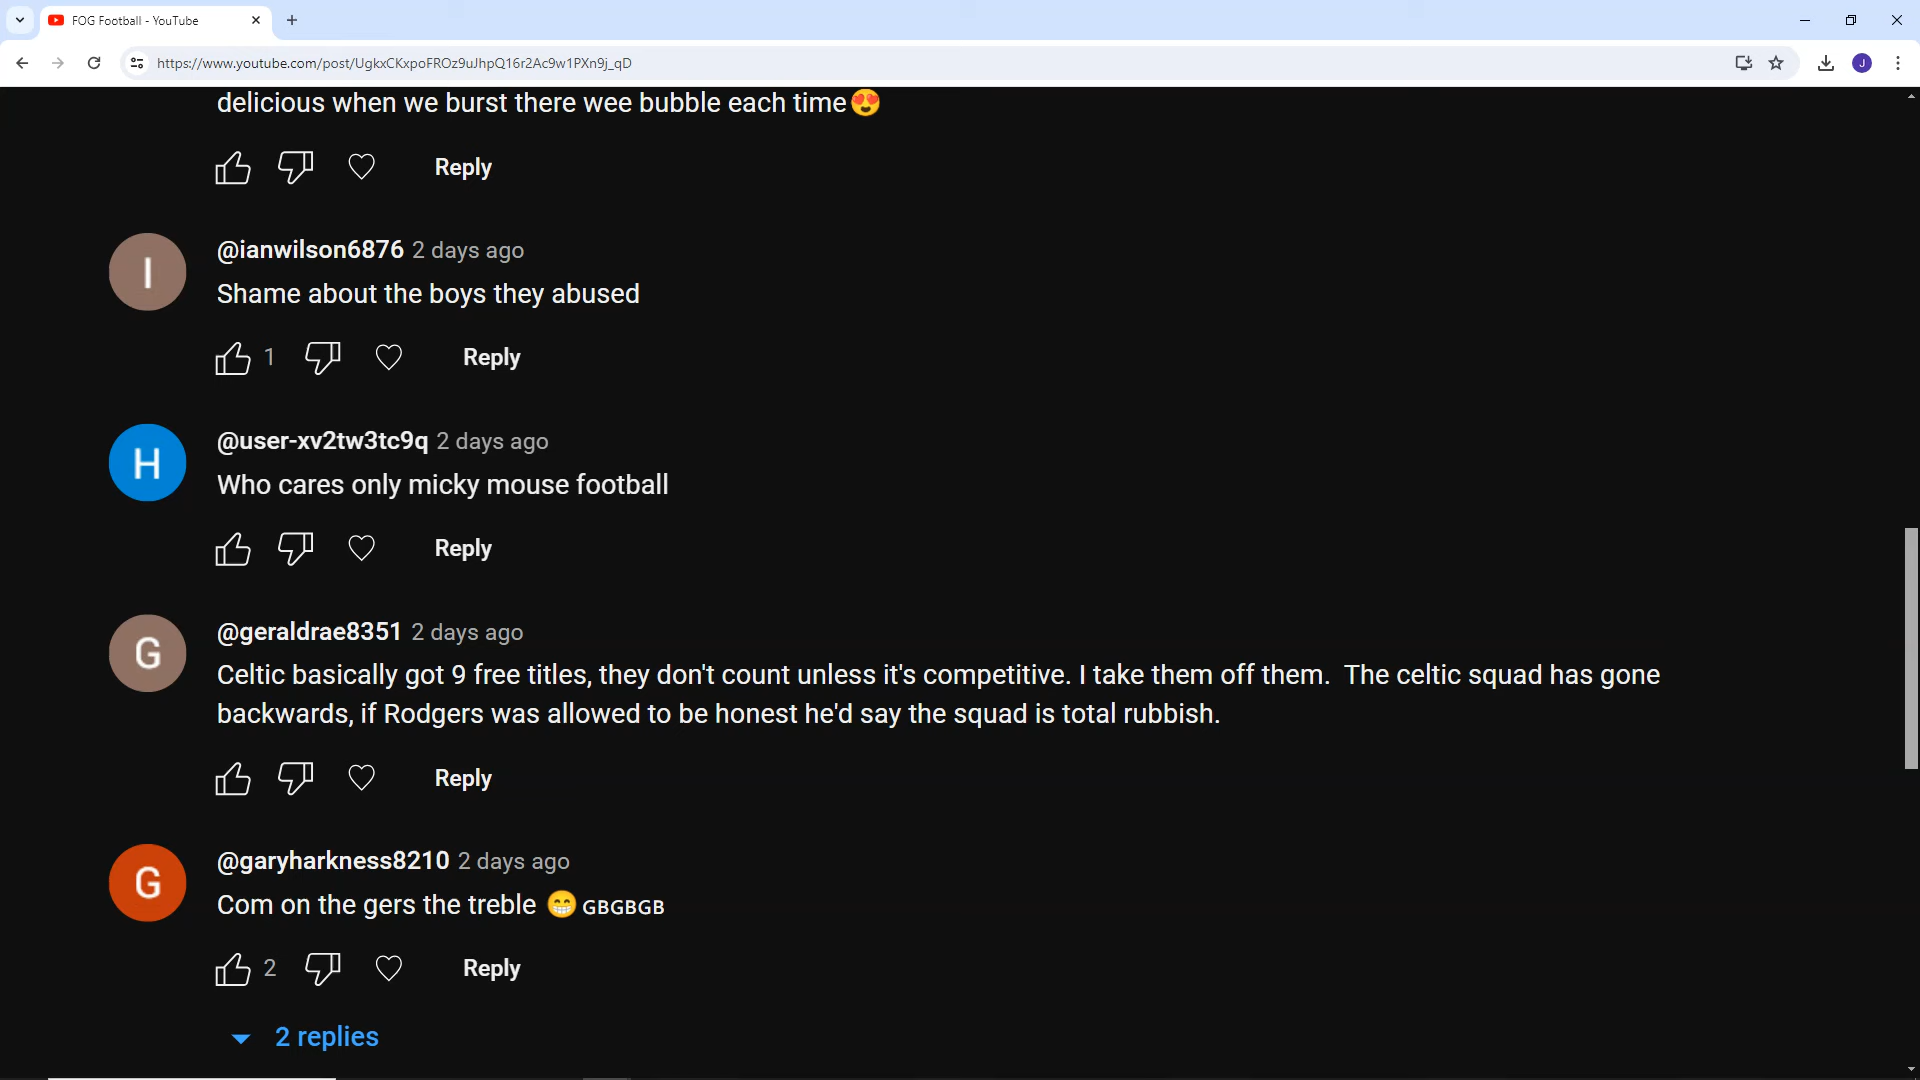 FOG Football - YouTube
https://www.youtube.com/post/UgkxCKxpoFROz9uJhpQ16r2Ac9w1PXn9j_qD
J
delicious when we burst there wee bubble each time😍
Reply
I
@ianwilson6876 2 days ago
Shame about the boys they abused
1
Reply
H
@user-xv2tw3tc9q 2 days ago
Who cares only micky mouse football
Reply
G
@geraldrae8351 2 days ago
Celtic basically got 9 free titles, they don't count unless it's competitive. I take them off them.  The celtic squad has gone
backwards, if Rodgers was allowed to be honest he'd say the squad is total rubbish.
Reply
G
@garyharkness8210 2 days ago
Com on the gers the treble 😁 GBGBGB
2
Reply
2 replies